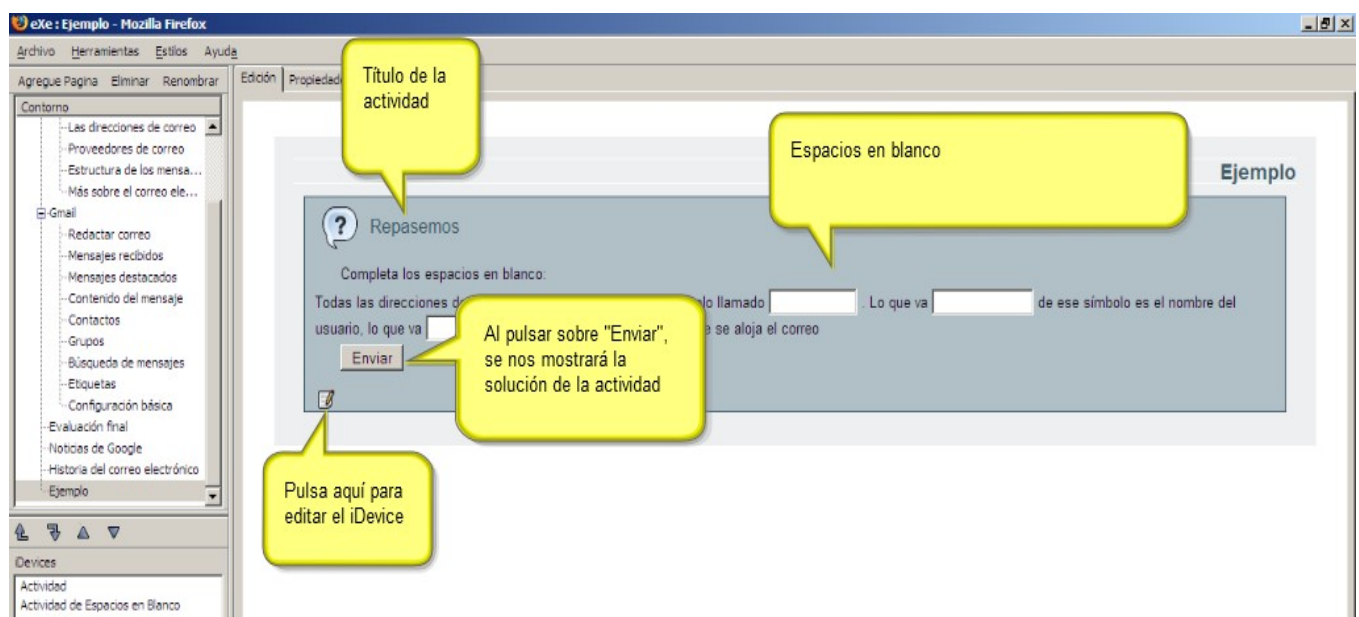 eXe : Ejemplo - Mozilla Firefox
Archivo Herramientas Estilos Ayuda
Agregue Pagina Eliminar Renombrar
Edición
Contorno
Las direcciones de correo
Proveedores de correo
Estructura de los mensa...
Más sobre el correo ele...
Gmail
Redactar correo
Mensajes recibidos
Mensajes destacados
Contenido del mensaje
Contactos
Grupos
Búsqueda de mensajes
Etiquetas
Configuración básica
Evaluación final
Noticias de Google
Historia del correo electrónico
Ejemplo
iDevices
Actividad
Actividad de Espacios en Blanco
Título de la
actividad
Espacios en blanco
Ejemplo
? Repasemos
Completa los espacios en blanco:
Todas las direcciones llamado . Lo que va de ese símbolo es el nombre del
usuario, lo que va se aloja el correo
Enviar
Al pulsar sobre "Enviar",
se nos mostrará la
solución de la actividad
Pulsa aquí para
editar el iDevice